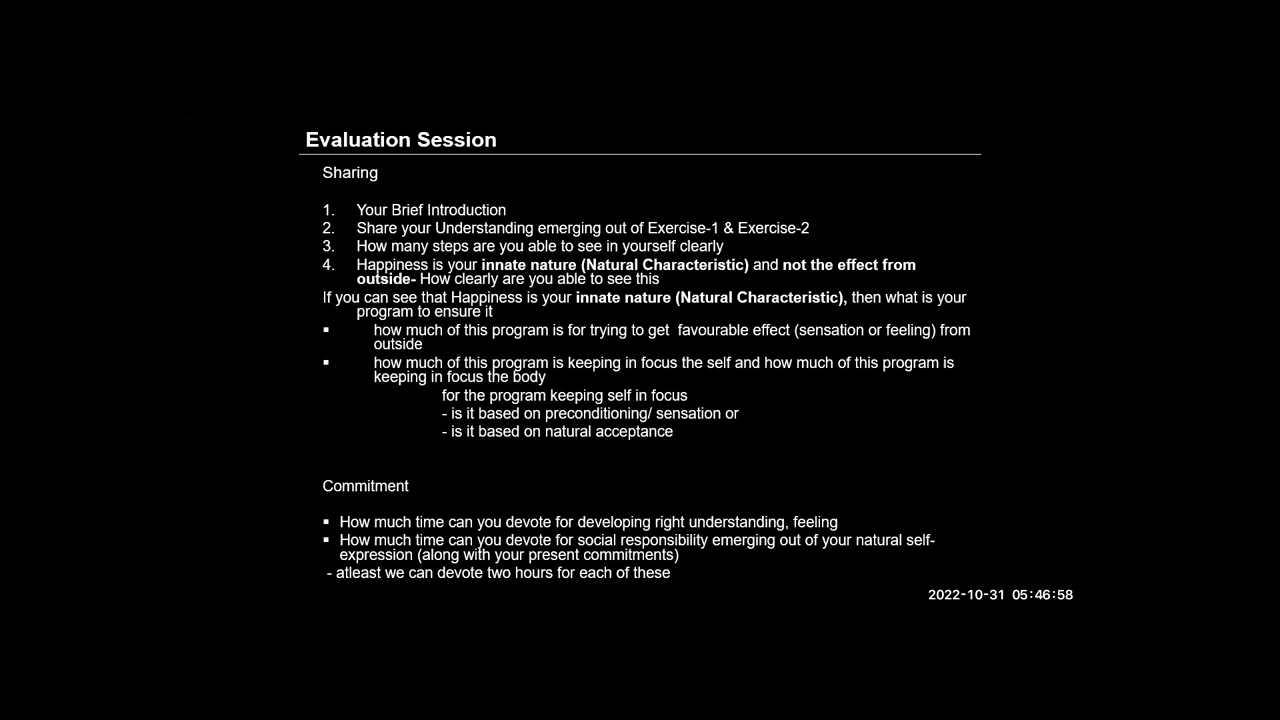 Evaluation Session
Sharing
1. Your Brief Introduction
2. Share your Understanding emerging out of Exercise-1 & Exercise-2
3. How many steps are you able to see in yourself clearly
4. Happiness is your innate nature (Natural Characteristic) and not the effect from
outside- How clearly are you able to see this
If you can see that Happiness is your innate nature (Natural Characteristic), then what is your
program to ensure it
▪ how much of this program is for trying to get favourable effect (sensation or feeling) from
outside
▪ how much of this program is keeping in focus the self and how much of this program is
keeping in focus the body
for the program keeping self in focus
- is it based on preconditioning/ sensation or
- is it based on natural acceptance
Commitment
▪ How much time can you devote for developing right understanding, feeling
▪ How much time can you devote for social responsibility emerging out of your natural self-
expression (along with your present commitments)
- atleast we can devote two hours for each of these
2022-10-31 05:46:58